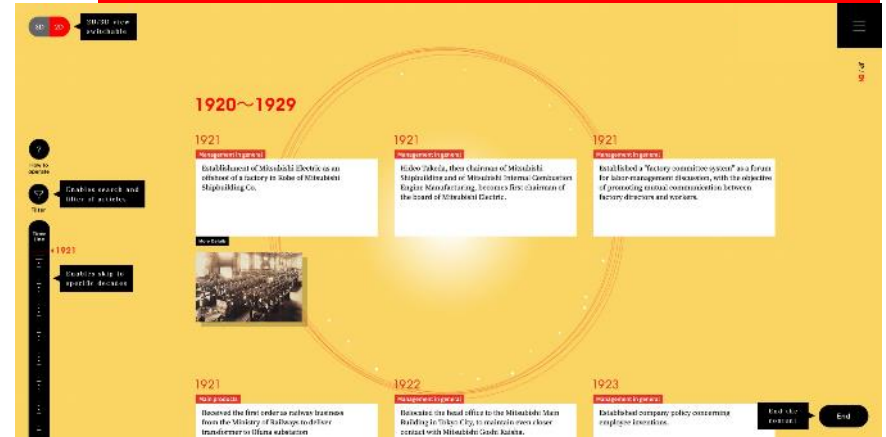 3D 2D
3D/2D view
switchable
1920～1929
1921
Management in general
Establishment of Mitsubishi Electric as an
offshoot of a factory in Kobe of Mitsubishi
Shipbuilding Co.
More Details
1921
Management in general
Hideo Takeda, then chairman of Mitsubishi
Shipbuilding and of Mitsubishi Internal Combustion
Engine Manufacturing, becomes first chairman of
the board of Mitsubishi Electric.
1921
Management in general
Established a "factory committee system" as a forum
for labor-management discussion, with the objective
of promoting mutual communication between
factory directors and workers.
?
How to
operate
Filter
Enables search and
filter of articles
Time
Line
1921
Enables skip to
specific decades
1921
Main products
Received the first order as railway business
from the Ministry of Railways to deliver
transformer to Ofuna substation
1922
Management in general
Relocated the head office to the Mitsubishi Main
Building in Tokyo City, to maintain even closer
contact with Mitsubishi Goshi Kaisha.
1923
Management in general
Established company policy concerning
employee inventions.
End the
content
End